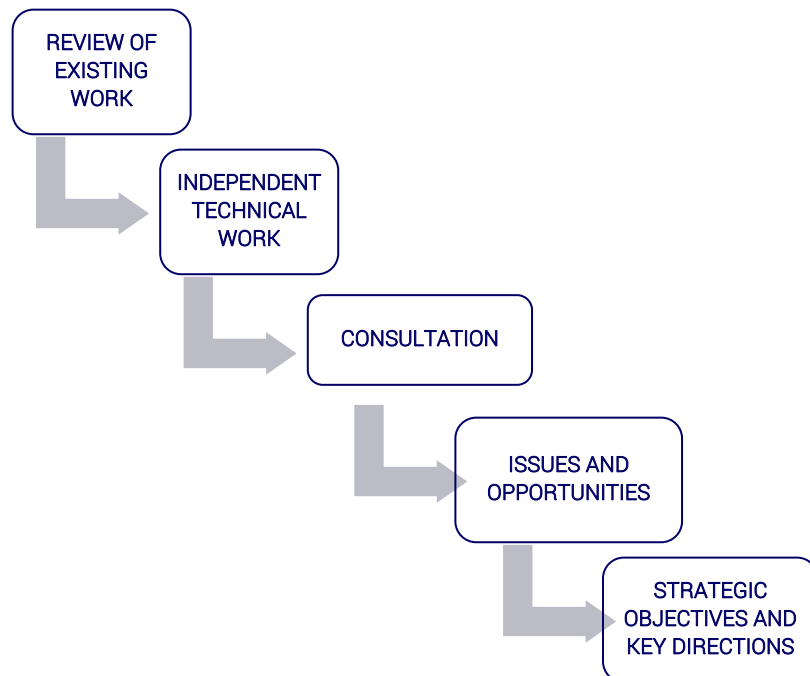 REVIEW OF
EXISTING
WORK
INDEPENDENT
TECHNICAL
WORK
CONSULTATION
ISSUES AND
OPPORTUNITIES
STRATEGIC
OBJECTIVES AND
KEY DIRECTIONS